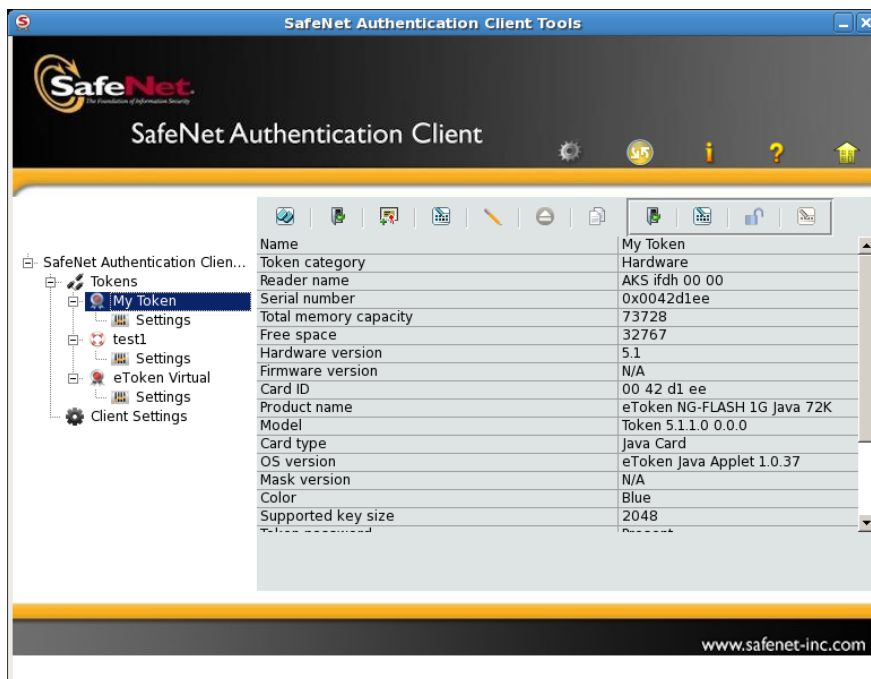 SafeNet Authentication Client Tools
SafeNet.
The Foundation of Information Security
SafeNet Authentication Client
SafeNet Authentication Clien...
Tokens
My Token
Settings
test1
Settings
eToken Virtual
Settings
Client Settings
Name My Token
Token category Hardware
Reader name AKS ifdh 00 00
Serial number 0x0042d1ee
Total memory capacity 73728
Free space 32767
Hardware version 5.1
Firmware version N/A
Card ID 00 42 d1 ee
Product name eToken NG-FLASH 1G Java 72K
Model Token 5.1.1.0 0.0.0
Card type Java Card
OS version eToken Java Applet 1.0.37
Mask version N/A
Color Blue
Supported key size 2048
Token password Present
www.safenet-inc.com